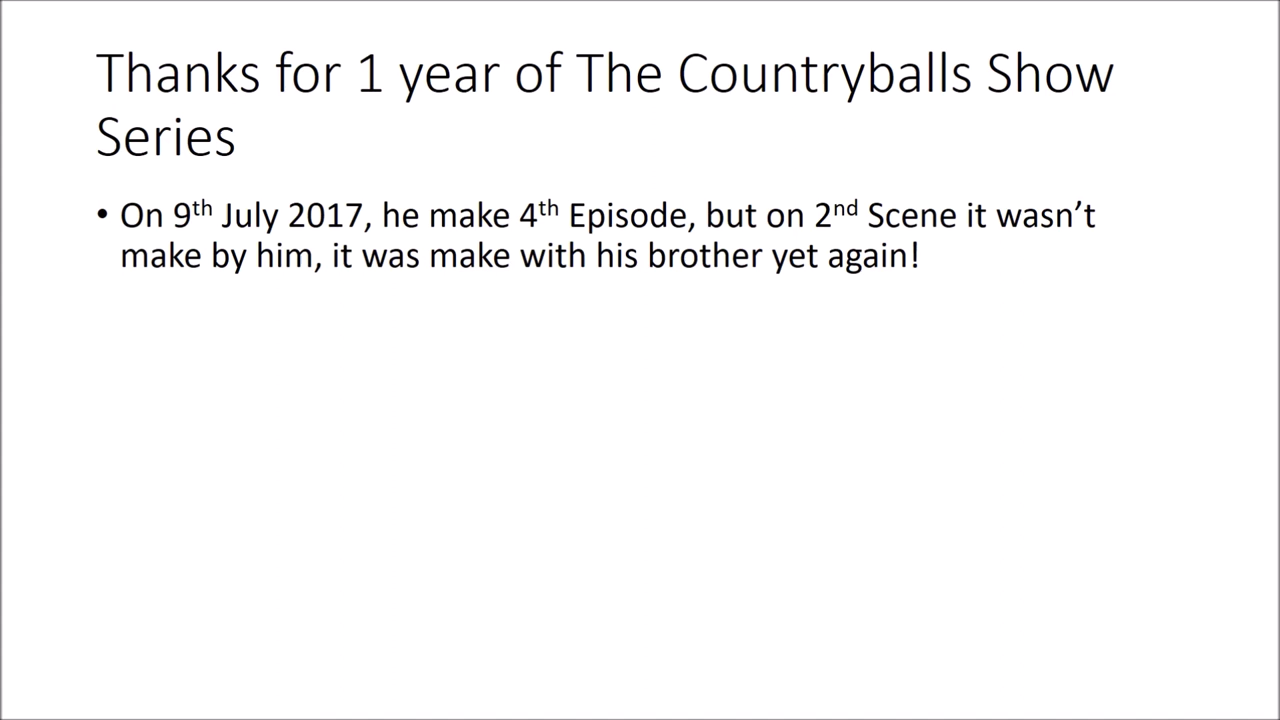 Thanks for 1 year of The Countryballs Show
Series
• On 9th July 2017, he make 4th Episode, but on 2nd Scene it wasn’t
make by him, it was make with his brother yet again!